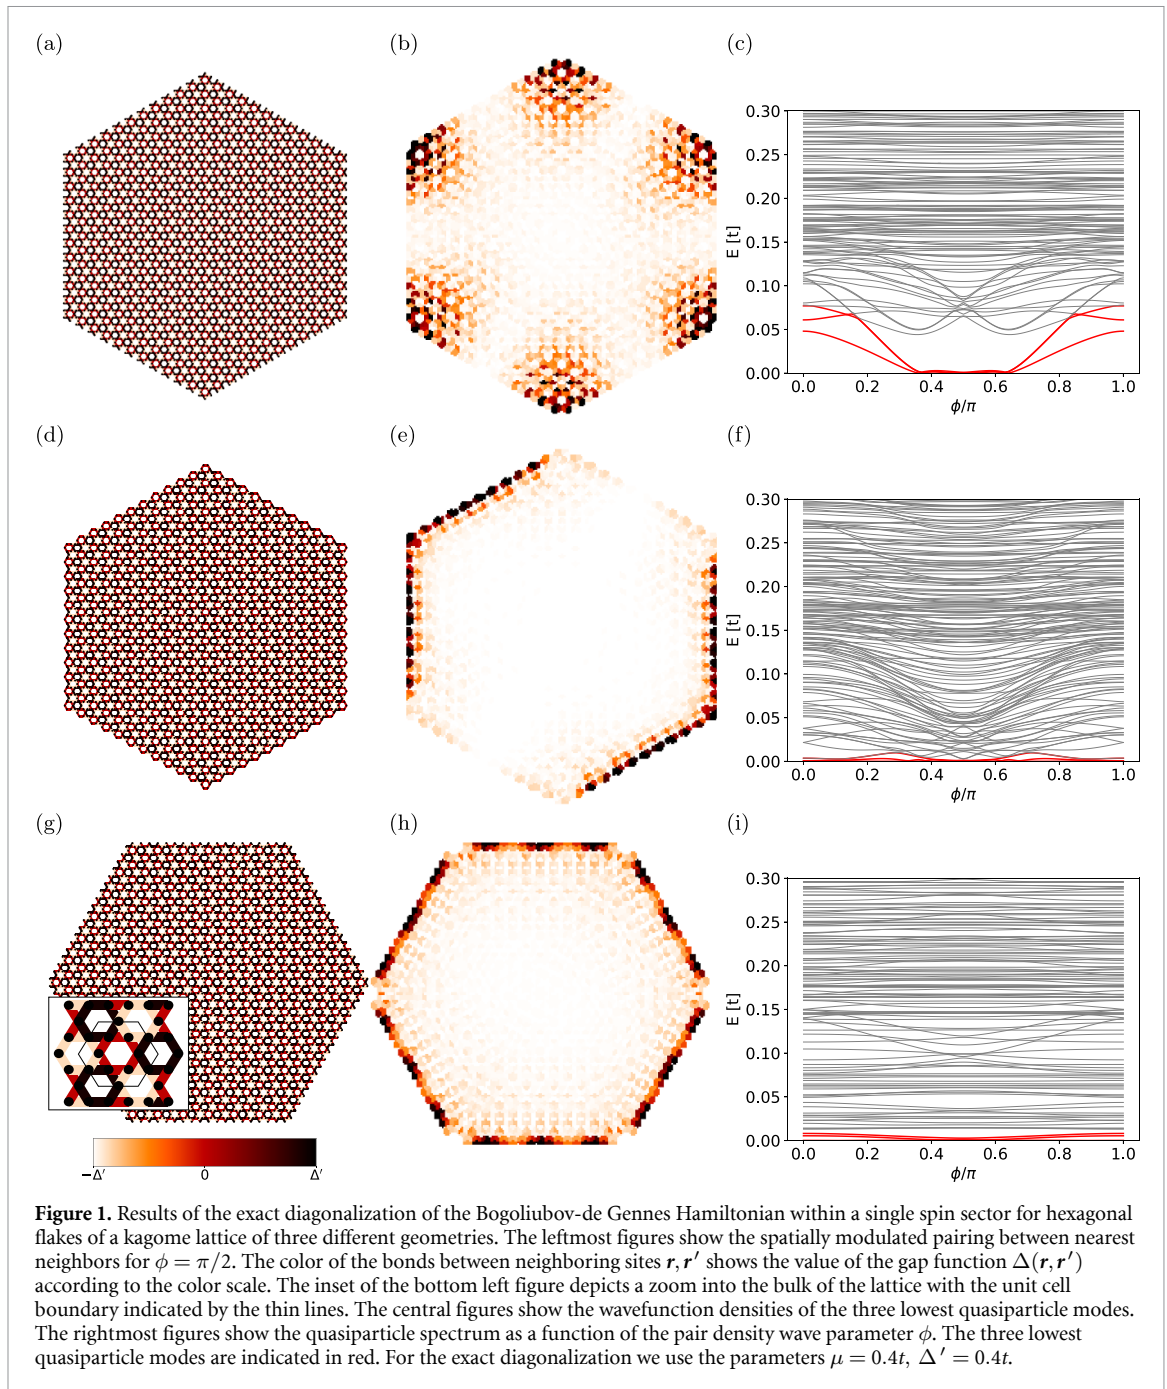 (a)
(b)
(c)
0.30
0.25
0.20
0.15
0.10
0.05
0.00
E [t]
0.0 0.2 0.4 0.6 0.8 1.0
ϕ/π
(d)
(e)
(f)
0.30
0.25
0.20
0.15
0.10
0.05
0.00
E [t]
0.0 0.2 0.4 0.6 0.8 1.0
ϕ/π
(g)
(h)
(i)
0.30
0.25
0.20
0.15
0.10
0.05
0.00
E [t]
0.0 0.2 0.4 0.6 0.8 1.0
ϕ/π
−Δ′ 0 Δ′
Figure 1. Results of the exact diagonalization of the Bogoliubov-de Gennes Hamiltonian within a single spin sector for hexagonal
flakes of a kagome lattice of three different geometries. The leftmost figures show the spatially modulated pairing between nearest
neighbors for ϕ = π/2. The color of the bonds between neighboring sites r, r′ shows the value of the gap function Δ(r, r′)
according to the color scale. The inset of the bottom left figure depicts a zoom into the bulk of the lattice with the unit cell
boundary indicated by the thin lines. The central figures show the wavefunction densities of the three lowest quasiparticle modes.
The rightmost figures show the quasiparticle spectrum as a function of the pair density wave parameter ϕ. The three lowest
quasiparticle modes are indicated in red. For the exact diagonalization we use the parameters μ = 0.4t, Δ′ = 0.4t.